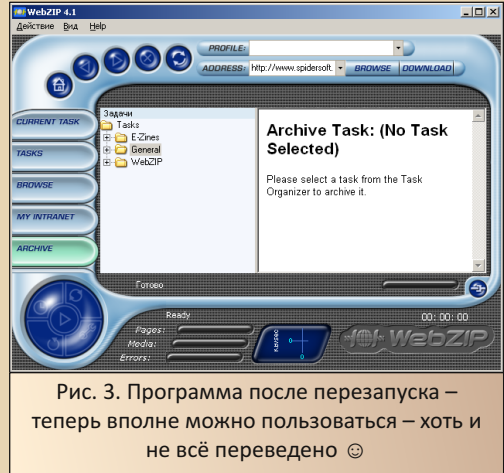 WebZIP 4.1
Действие Вид Help
PROFILE:
ADDRESS: http://www.spidersoft. BROWSE DOWNLOAD
CURRENT TASK
TASKS
BROWSE
MY INTRANET
ARCHIVE
Задачи
Tasks
E-Zines
General
WebZIP
Archive Task: (No Task
Selected)
Please select a task from the Task
Organizer to archive it.
Готово
Ready
00: 00: 00
Pages:
Media:
Errors:
WebZIP
Рис. 3. Программа после перезапуска –
теперь вполне можно пользоваться – хоть и
не всё переведено ☺